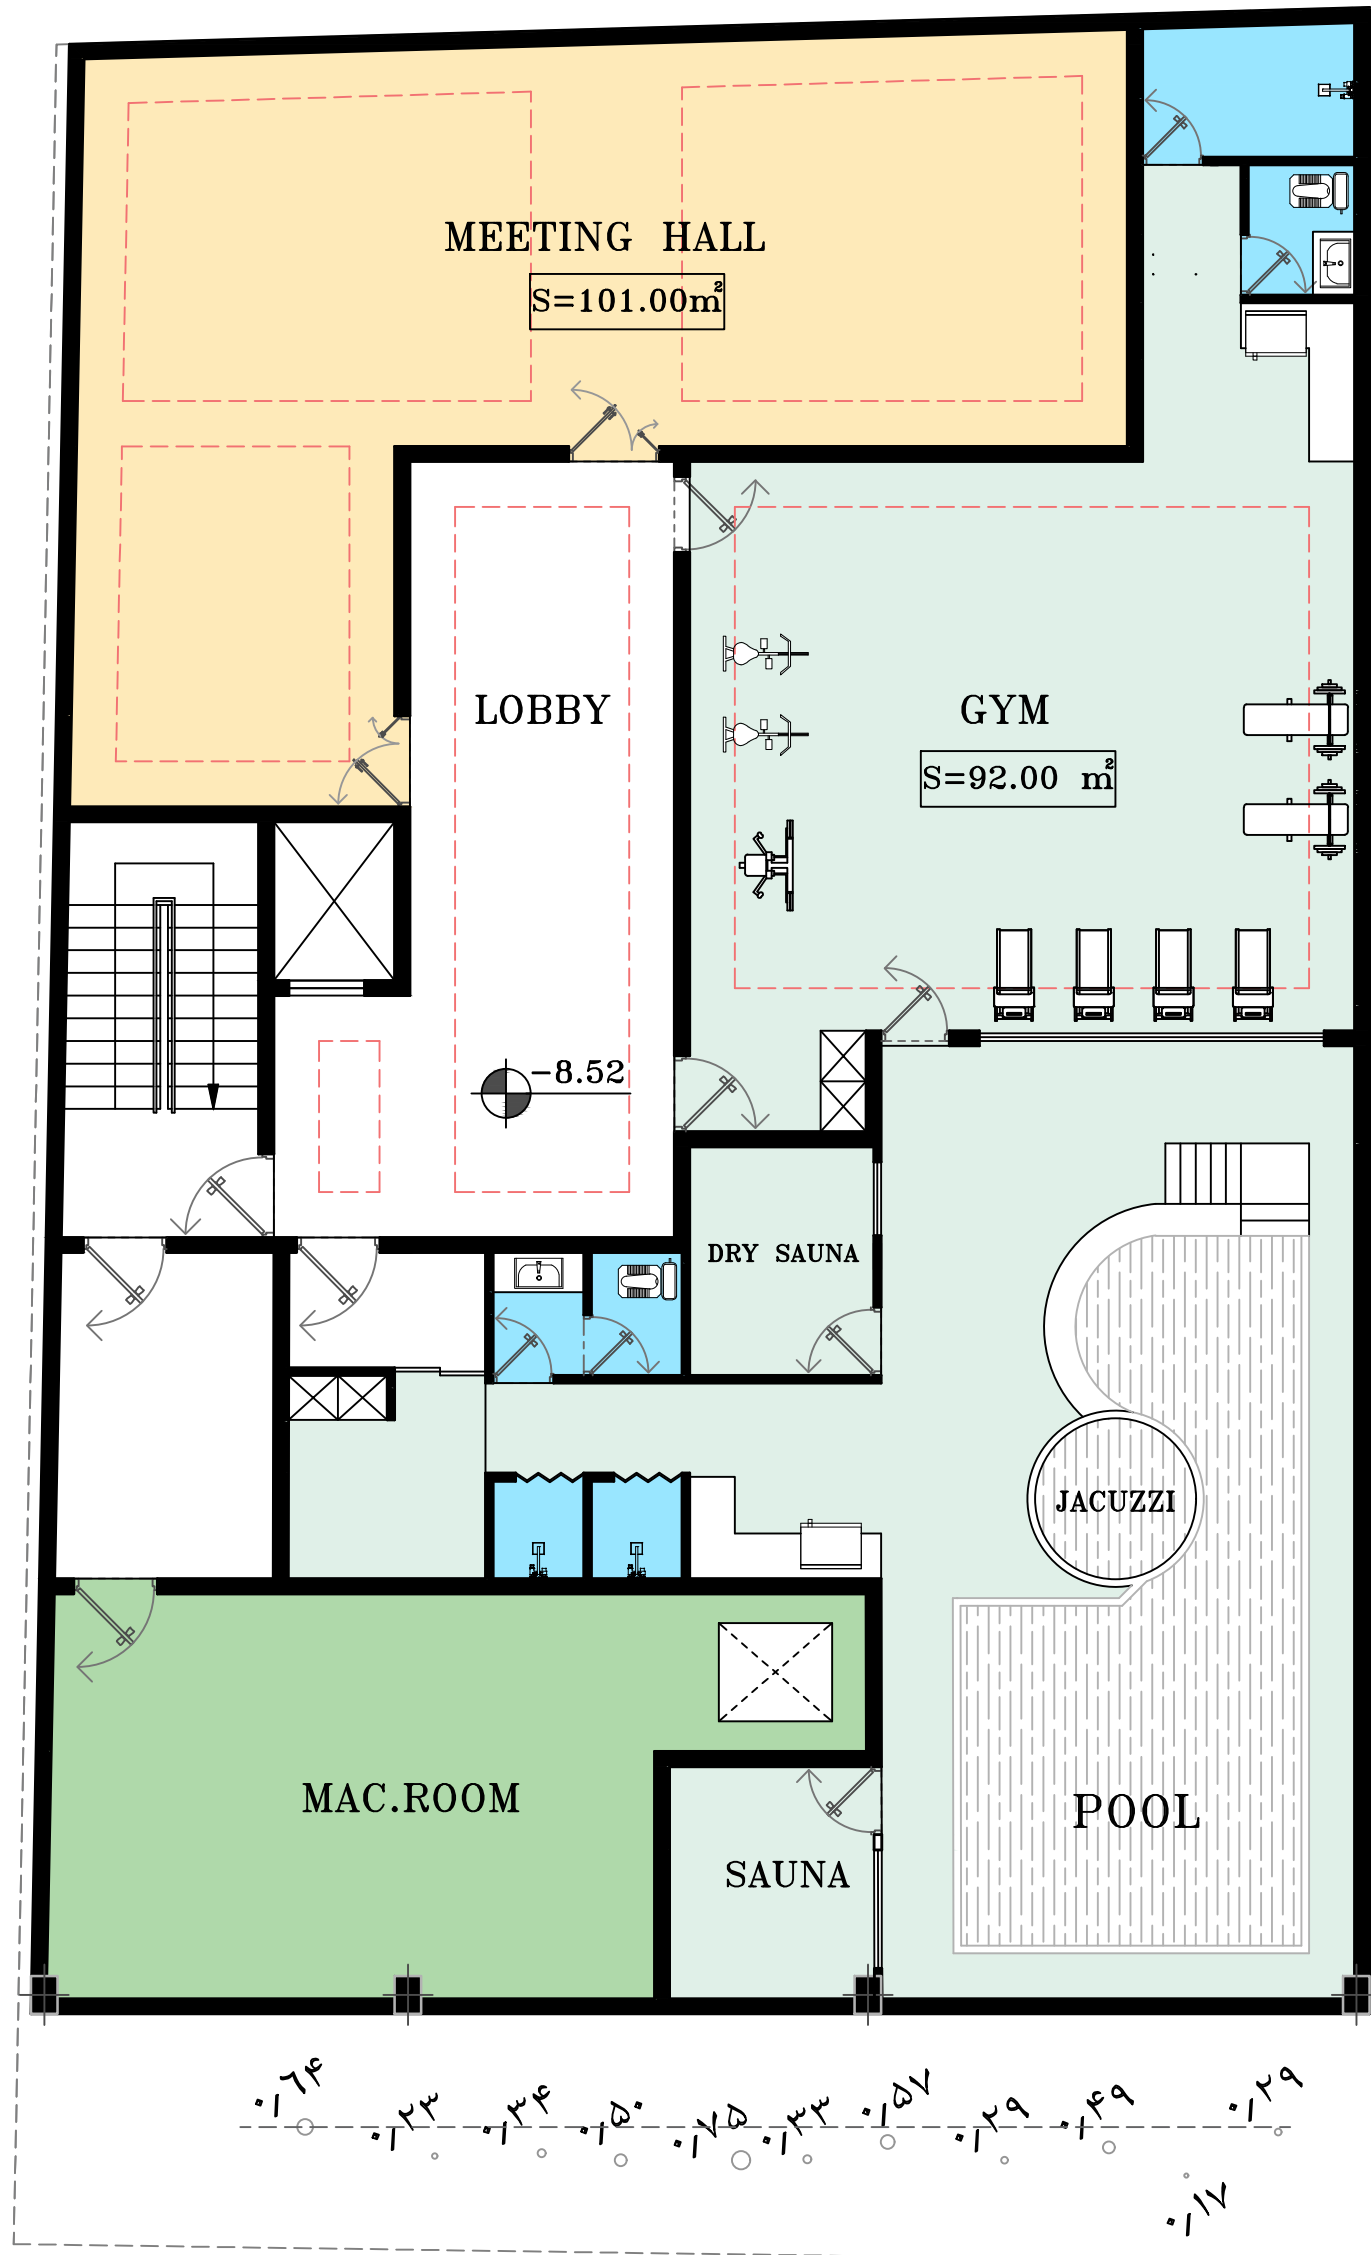 MEETING HALL
S=101.00m²
LOBBY
GYM
S=92.00 m²
-8.52
DRY SAUNA
JACUZZI
MAC.ROOM
POOL
SAUNA
۰٫۶۴
۰٫۲۳
۰٫۳۴
۰٫۵۰
۰٫۷۵
۰٫۳۳
۰٫۵۷
۰٫۲۹
۰٫۴۹
۰٫۲۹
۰٫۱۷